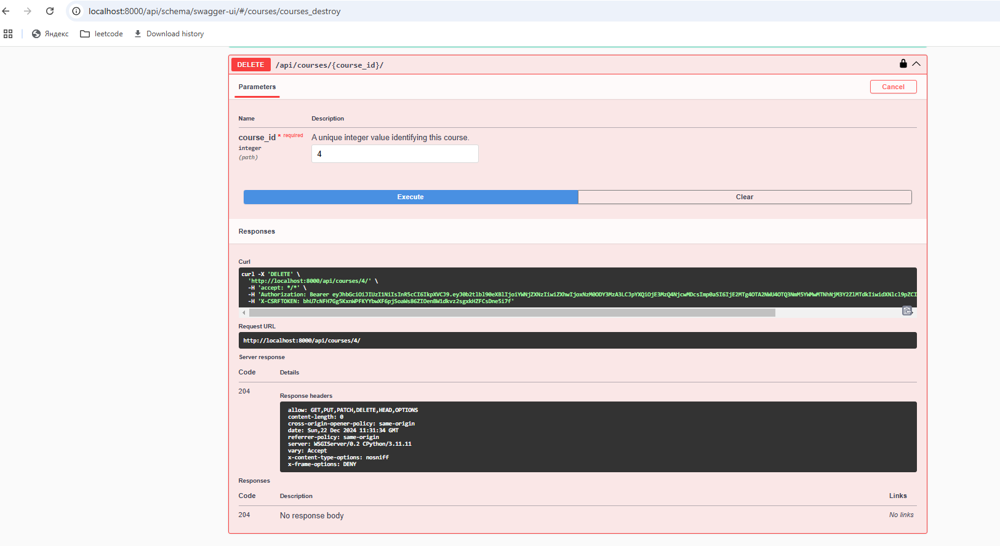 localhost:8000/api/schema/swagger-ui/#/courses/courses_destroy
Яндекс leetcode Download history
DELETE /api/courses/{course_id}/
Parameters Cancel
Name Description
course_id * required A unique integer value identifying this course.
integer
(path)
4
Execute Clear
Responses
Curl
curl -X 'DELETE' \
'http://localhost:8000/api/courses/4/' \
-H 'accept: */*' \
-H 'Authorization: Bearer
-H 'X-CSRFTOKEN:
Request URL
http://localhost:8000/api/courses/4/
Server response
Code Details
204
Response headers
allow: GET,PUT,PATCH,DELETE,HEAD,OPTIONS
content-length: 0
cross-origin-opener-policy: same-origin
date: Sun,22 Dec 2024 11:31:34 GMT
referrer-policy: same-origin
server: WSGIServer/0.2 CPython/3.11.11
vary: Accept
x-content-type-options: nosniff
x-frame-options: DENY
Responses
Code Description Links
204 No response body No links